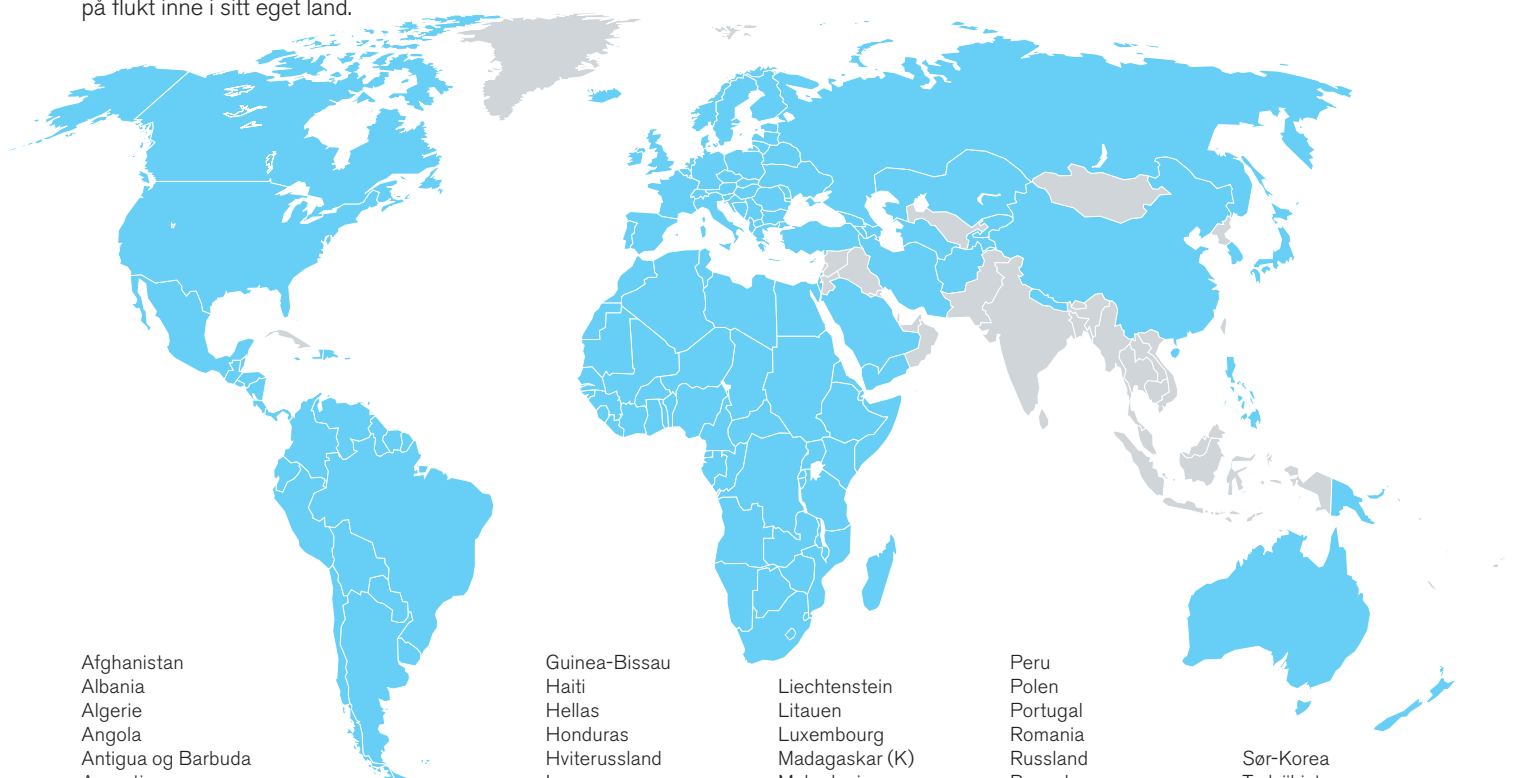 på flukt inne i sitt eget land.
Afghanistan
Albania
Algerie
Angola
Antigua og Barbuda
Guinea-Bissau
Haiti
Hellas
Honduras
Hviterussland
Liechtenstein
Litauen
Luxembourg
Madagaskar (K)
Peru
Polen
Portugal
Romania
Russland
Sør-Korea